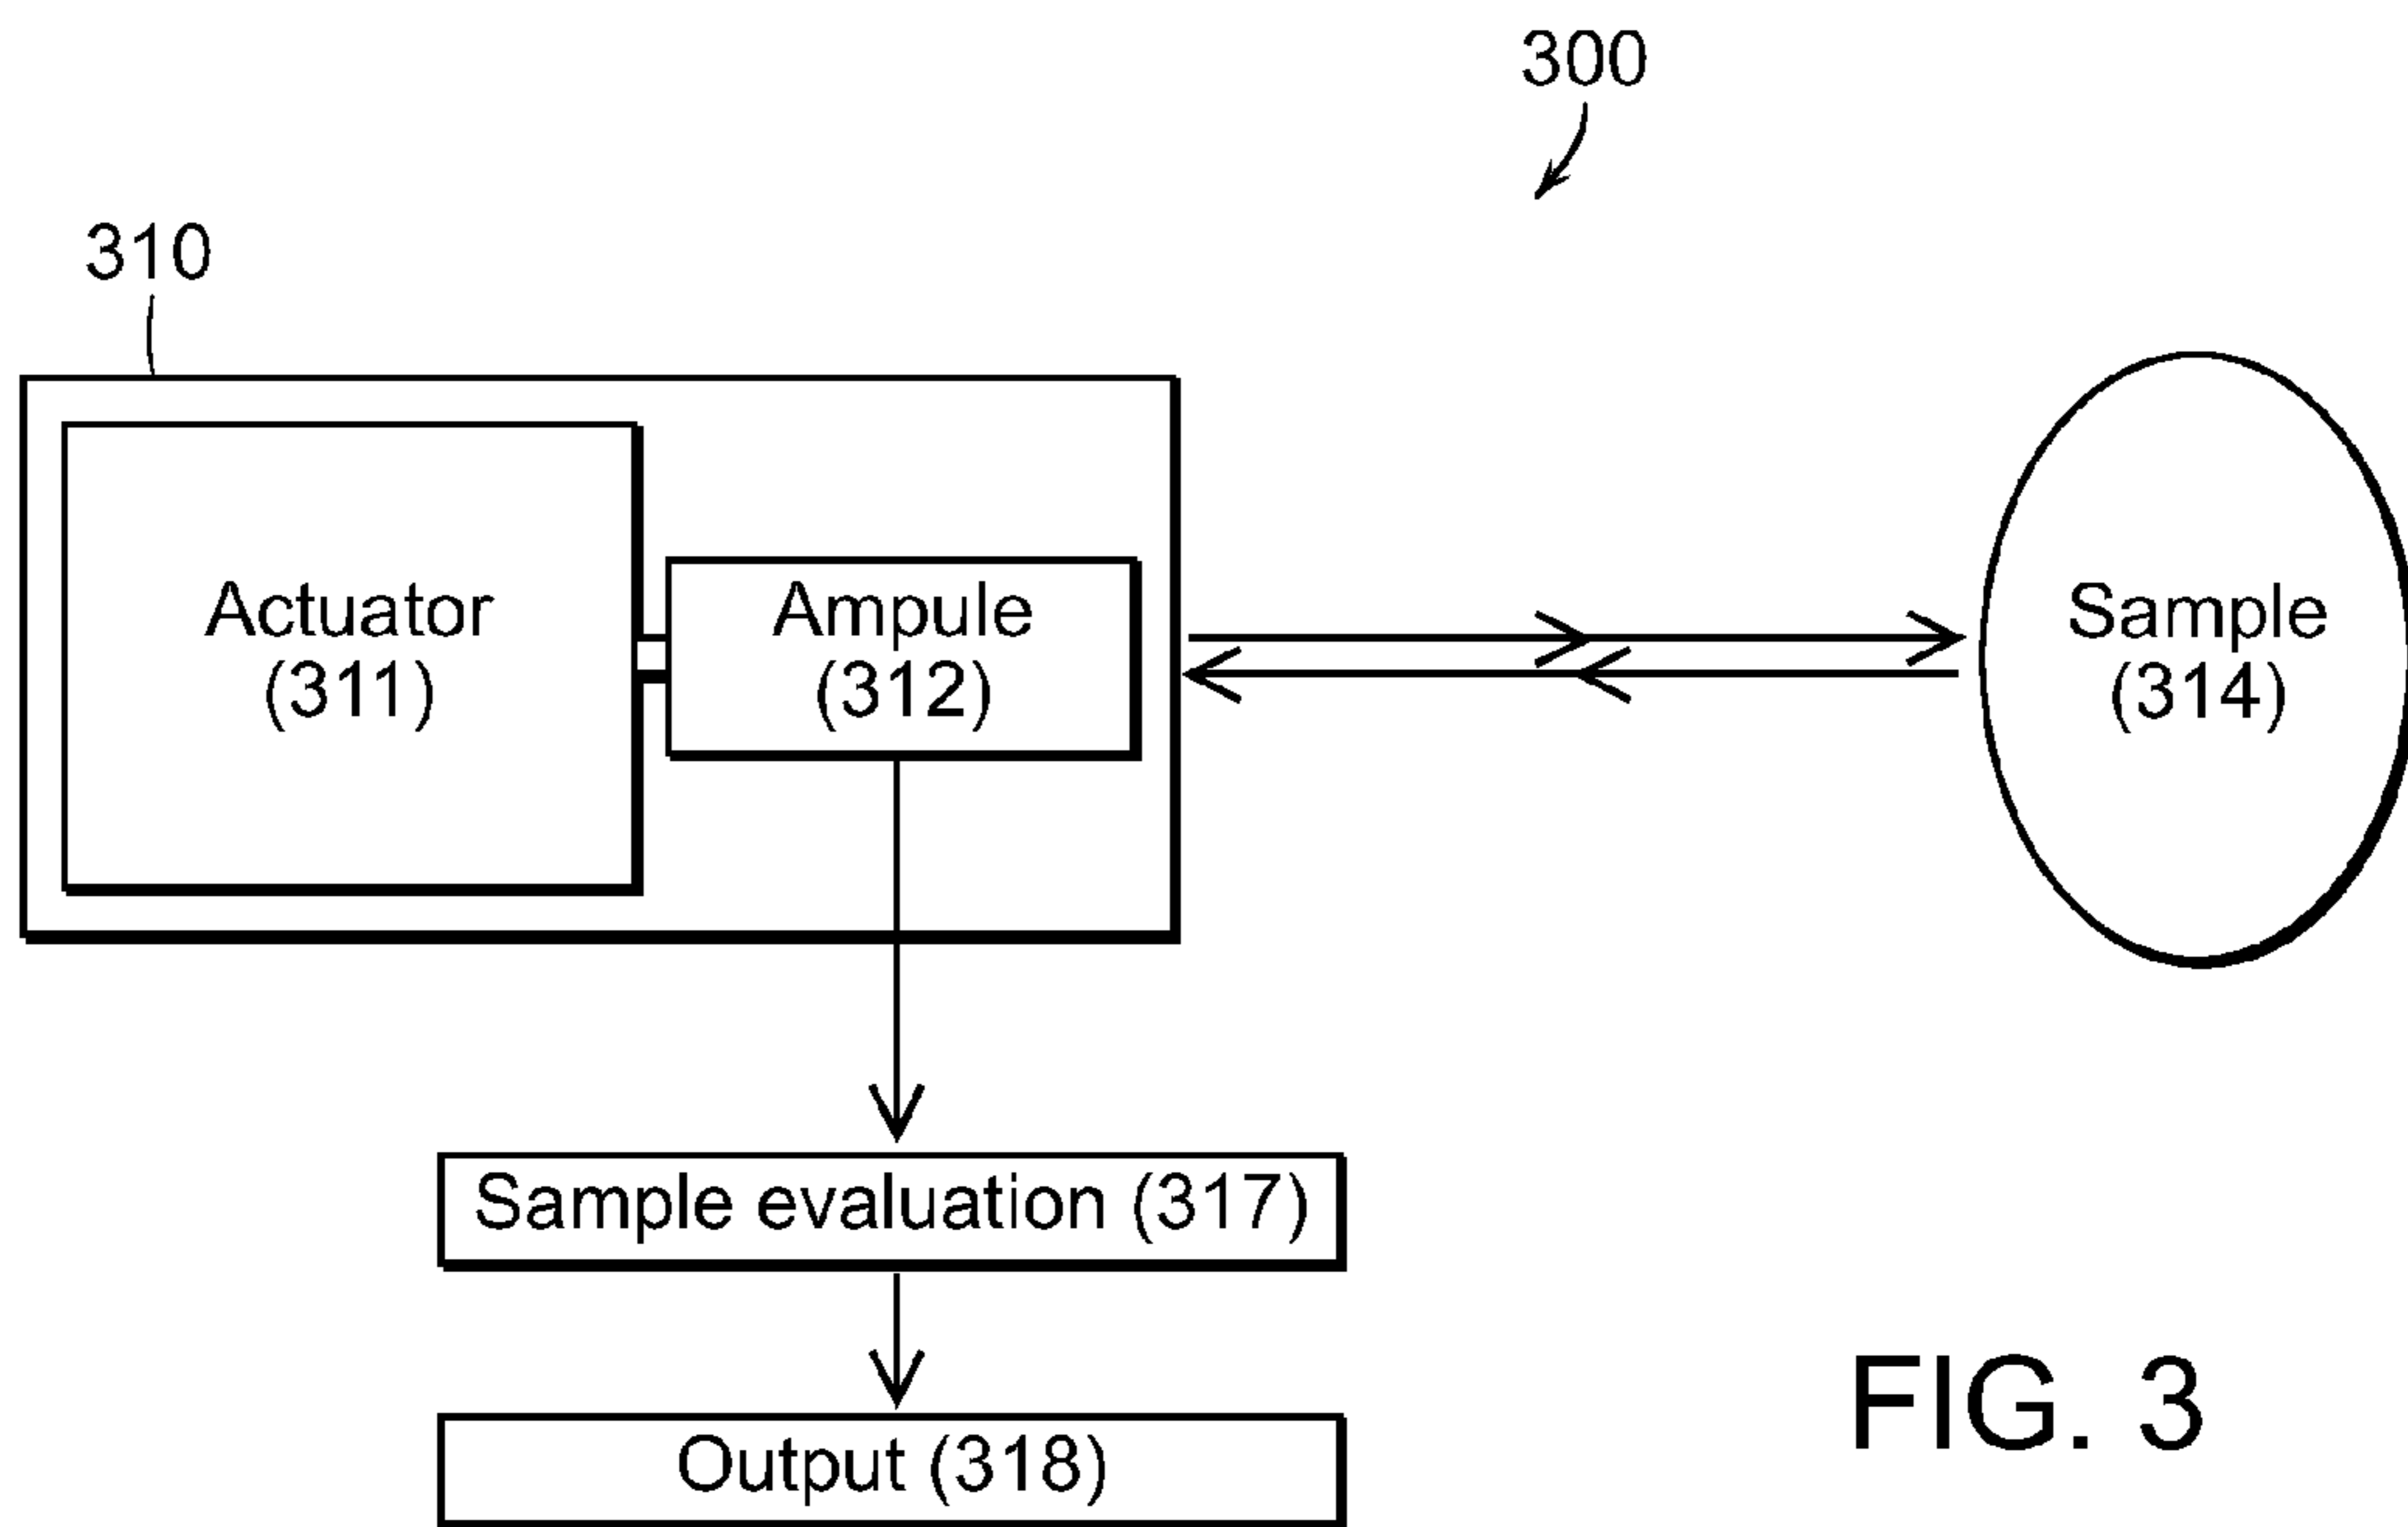 300
310
Actuator
(311)
Ampule
(312)
Sample
(314)
Sample evaluation (317)
Output (318)
FIG. 3